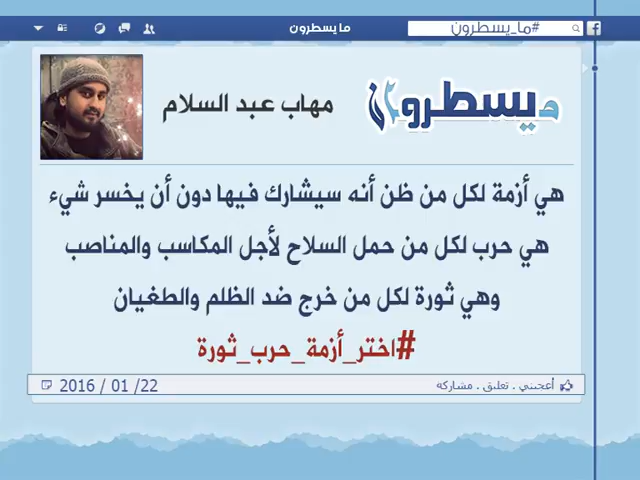 #ما_يسطرون
ما يسطرون
ما يسطرون
مهاب عبد السلام
هي أزمة لكل من ظن أنه سيشارك فيها دون أن يخسر شيء
هي حرب لكل من حمل السلاح لأجل المكاسب والمناصب
وهي ثورة لكل من خرج ضد الظلم والطغيان
#اختر_أزمة_حرب_ثورة
أعجبني . تعليق . مشاركه
2016 / 01 /22